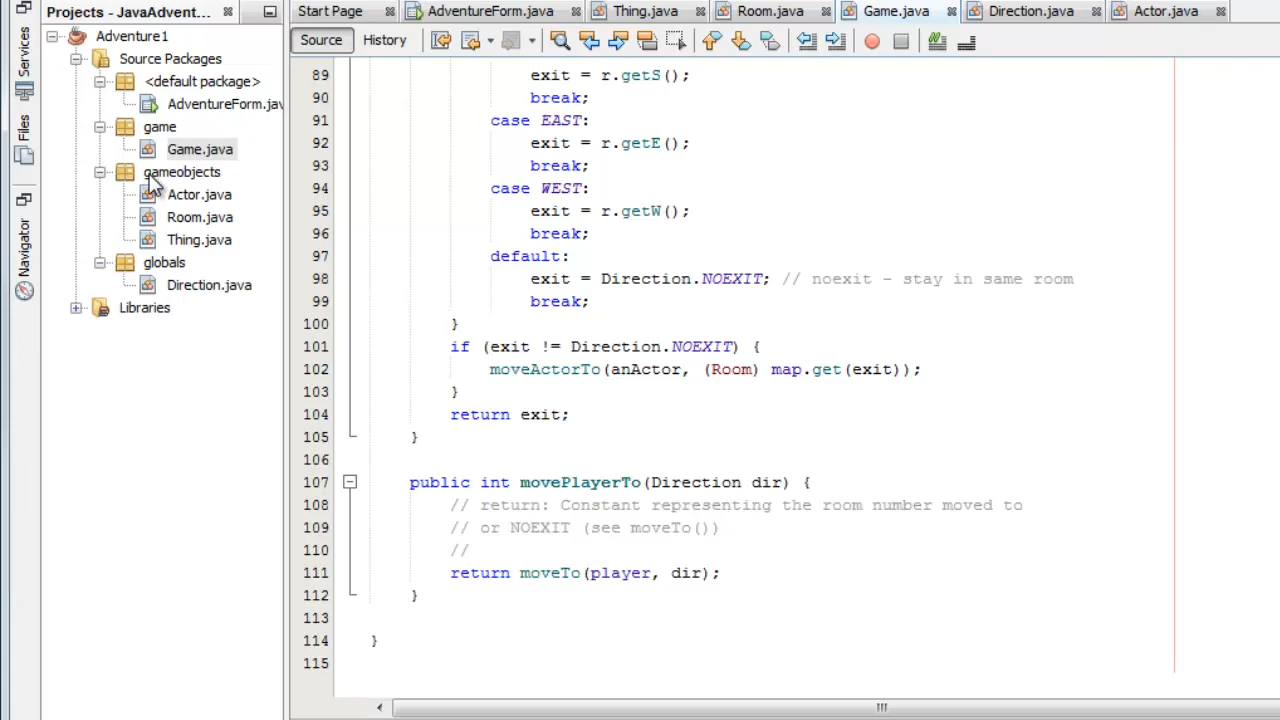 Projects - JavaAdvent...
Services
Files
Navigator
Adventure1
Source Packages
<default package>
AdventureForm.jav
game
Game.java
gameobjects
Actor.java
Room.java
Thing.java
globals
Direction.java
Libraries
Start Page
AdventureForm.java
Thing.java
Room.java
Game.java
Direction.java
Actor.java
Source
History
89 exit = r.getS();
90 break;
91 case EAST:
92 exit = r.getE();
93 break;
94 case WEST:
95 exit = r.getW();
96 break;
97 default:
98 exit = Direction.NOEXIT; // noexit - stay in same room
99 break;
100 }
101 if (exit != Direction.NOEXIT) {
102 moveActorTo(anActor, (Room) map.get(exit));
103 }
104 return exit;
105 }
106
107 public int movePlayerTo(Direction dir) {
108 // return: Constant representing the room number moved to
109 // or NOEXIT (see moveTo())
110 //
111 return moveTo(player, dir);
112 }
113
114 }
115